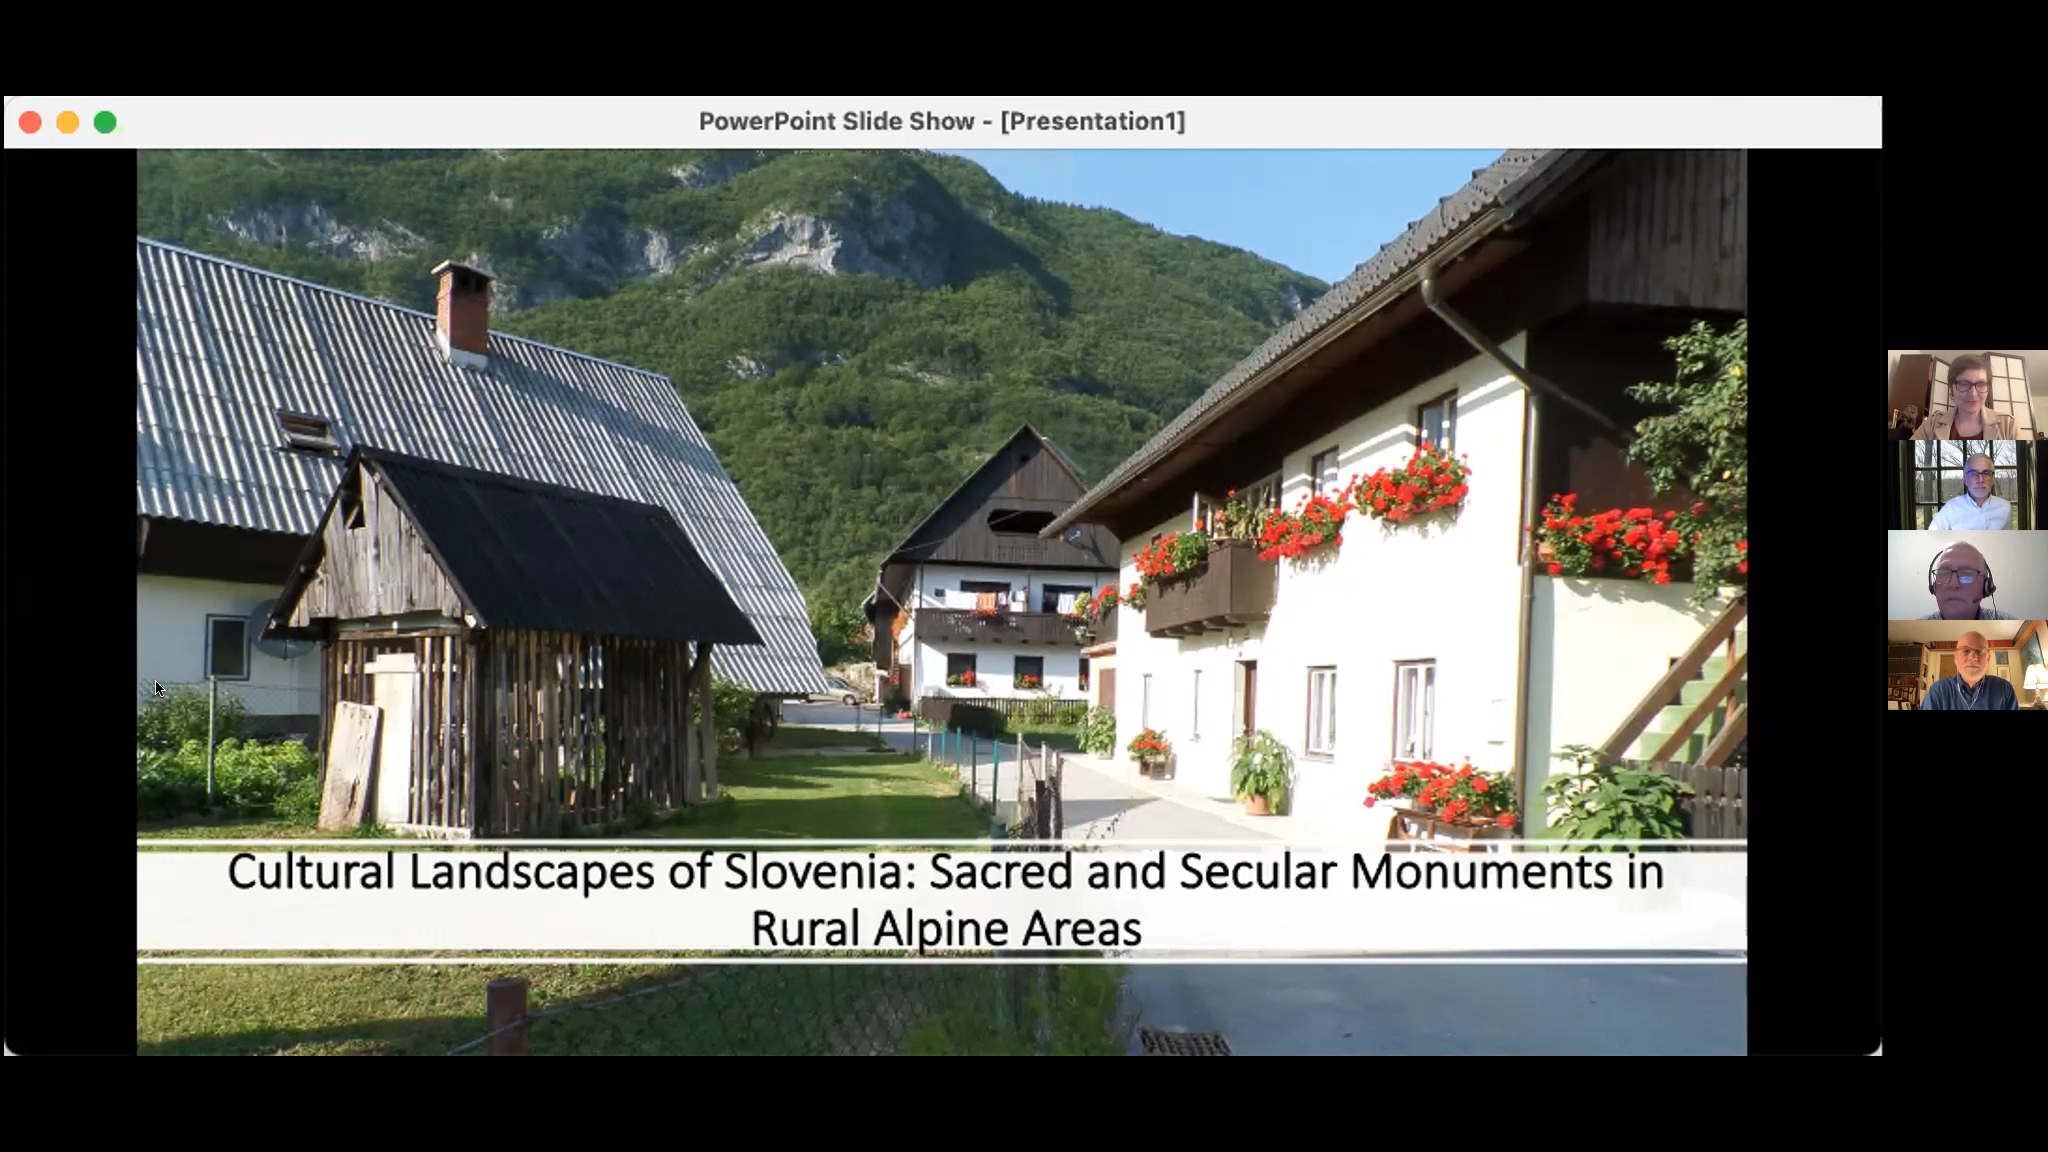 PowerPoint Slide Show - [Presentation1]
Cultural Landscapes of Slovenia: Sacred and Secular Monuments in
Rural Alpine Areas